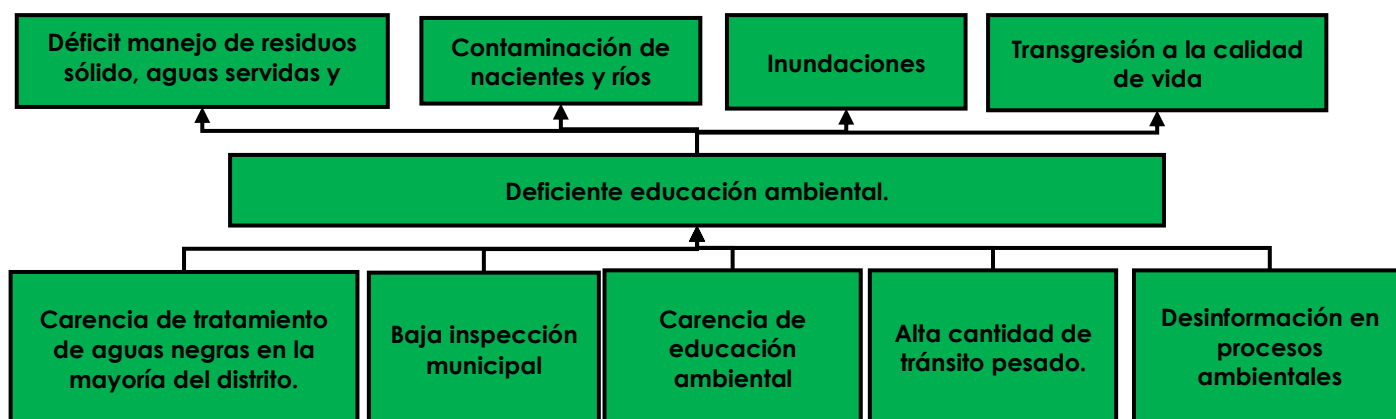 Déficit manejo de residuos
sólido, aguas servidas y
Contaminación de
nacientes y ríos
Inundaciones
Transgresión a la calidad
de vida
Deficiente educación ambiental.
Carencia de tratamiento
de aguas negras en la
mayoría del distrito.
Baja inspección
municipal
Carencia de
educación
ambiental
Alta cantidad de
tránsito pesado.
Desinformación en
procesos
ambientales